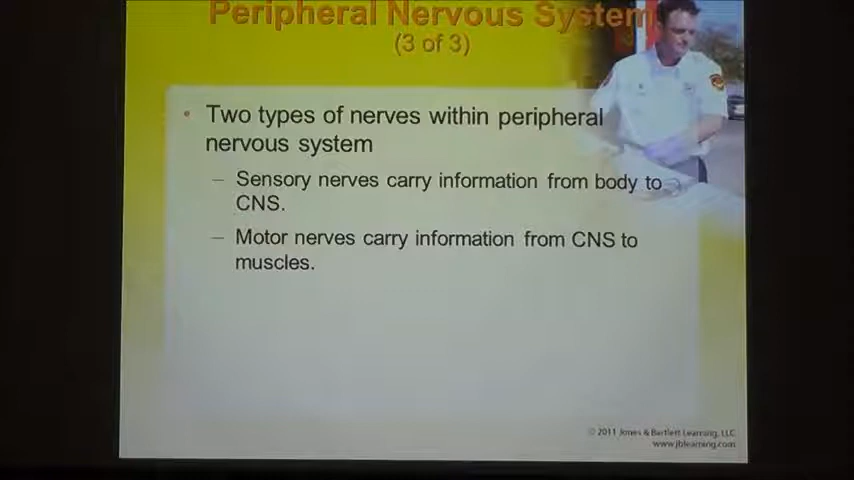 Peripheral Nervous System
(3 of 3)
• Two types of nerves within peripheral
nervous system
– Sensory nerves carry information from body to
CNS.
– Motor nerves carry information from CNS to
muscles.
© 2011 Jones & Bartlett Learning, LLC
www.jblearning.com